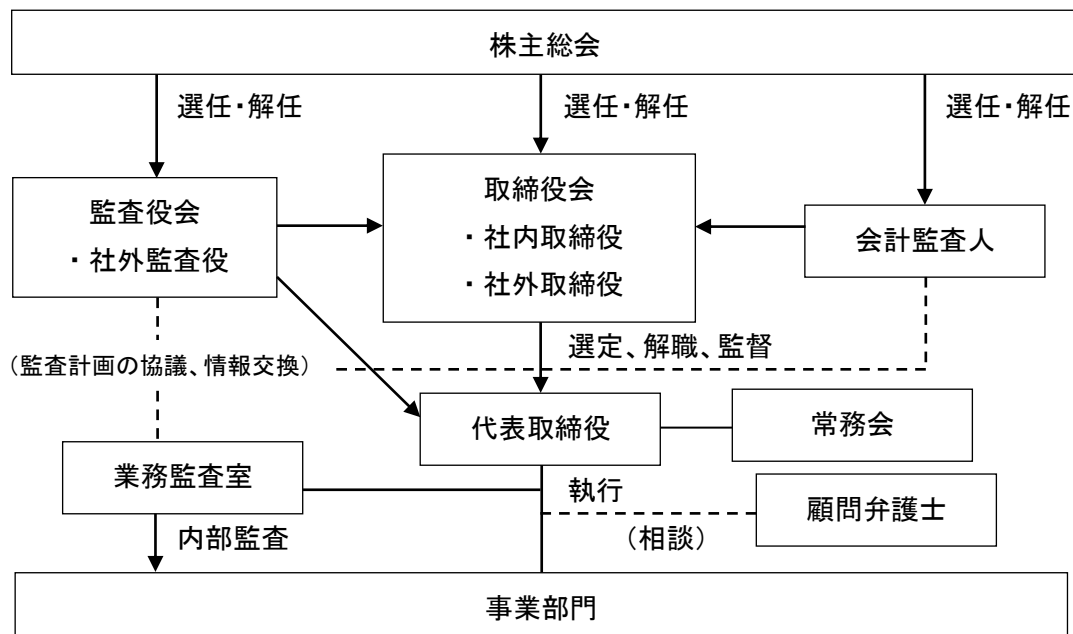 株主総会
選任・解任
選任・解任
選任・解任
監査役会
・社外監査役
取締役会
・社内取締役
・社外取締役
会計監査人
選定、解職、監督
(監査計画の協議、情報交換)
代表取締役
常務会
業務監査室
執行
顧問弁護士
内部監査
(相談)
事業部門